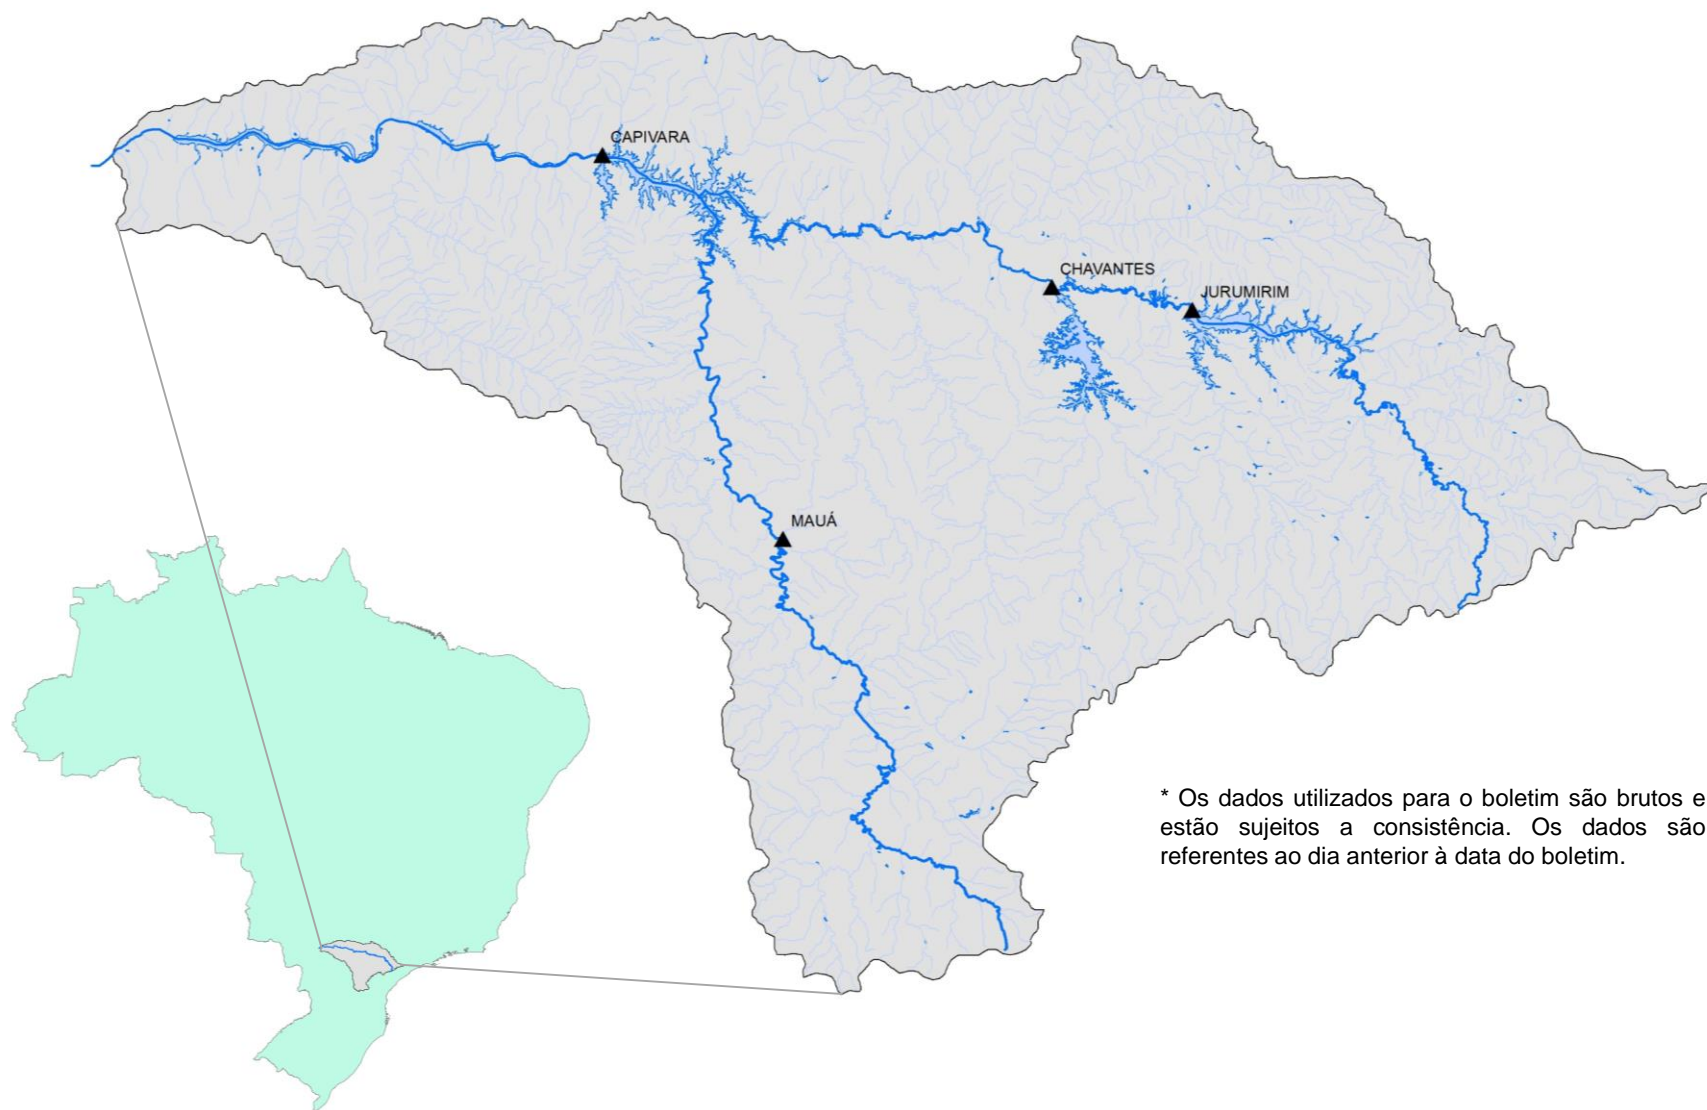 CAPIVARA
CHAVANTES
JURUMIRIM
MAUÁ
* Os dados utilizados para o boletim são brutos e
estão sujeitos a consistência. Os dados são
referentes ao dia anterior à data do boletim.